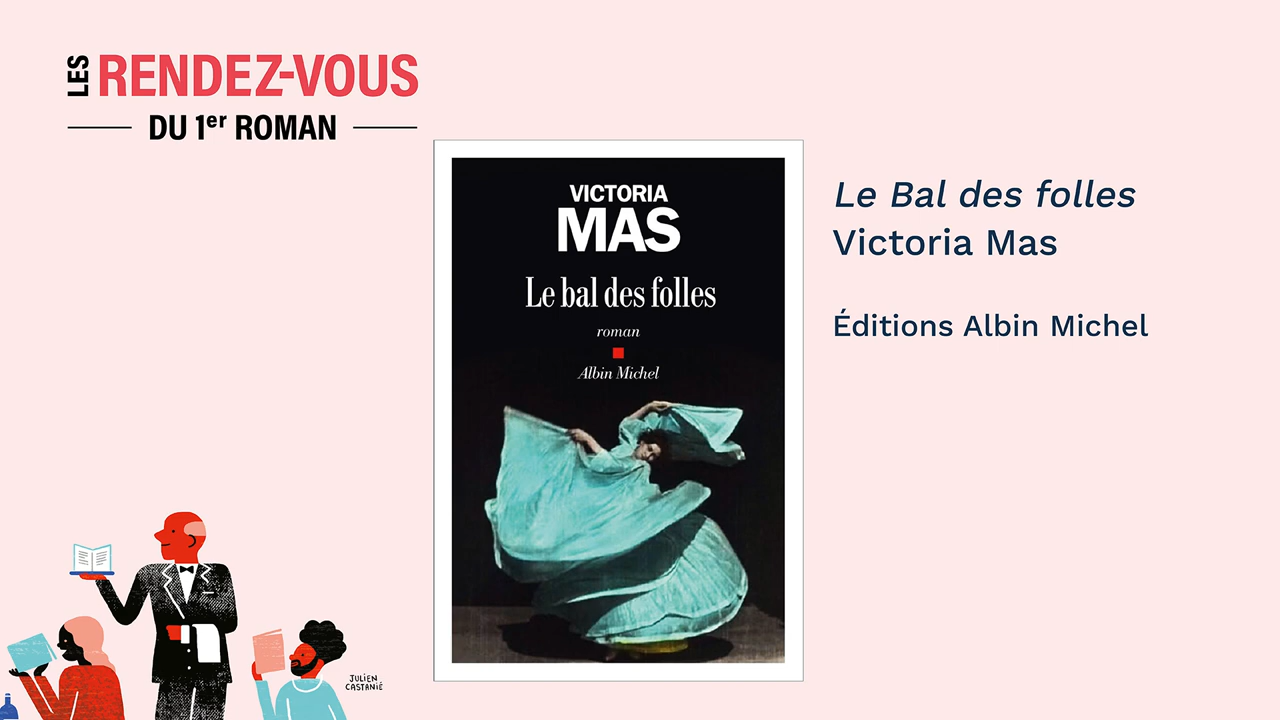 LES RENDEZ-VOUS
DU 1er ROMAN
VICTORIA
MAS
Le bal des folles
roman
Albin Michel
Le Bal des folles
Victoria Mas
Éditions Albin Michel
JULIEN
CASTANIÉ